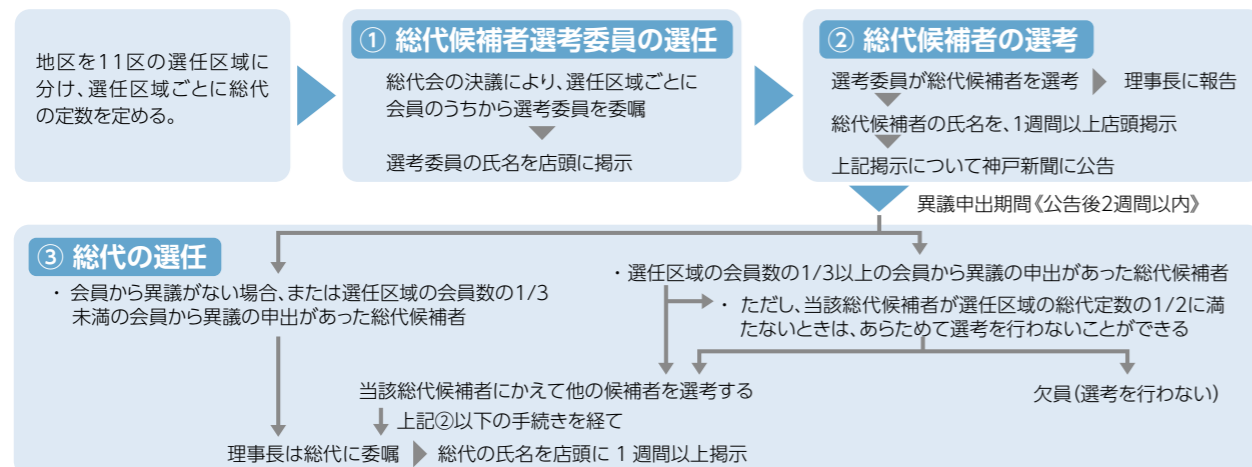 地区を11区の選任区域に
分け、選任区域ごとに総代
の定数を定める。
① 総代候補者選考委員の選任
総代会の決議により、選任区域ごとに
会員のうちから選考委員を委嘱
選考委員の氏名を店頭に掲示
② 総代候補者の選考
選考委員が総代候補者を選考 理事長に報告
総代候補者の氏名を、1週間以上店頭掲示
上記掲示について神戸新聞に公告
異議申出期間《公告後2週間以内》
③ 総代の選任
・ 会員から異議がない場合、または選任区域の会員数の1/3
未満の会員から異議の申出があった総代候補者
・ 選任区域の会員数の1/3以上の会員から異議の申出があった総代候補者
・ ただし、当該総代候補者が選任区域の総代定数の1/2に満
たないときは、あらためて選考を行わないことができる
当該総代候補者にかえて他の候補者を選考する
欠員（選考を行わない）
上記②以下の手続きを経て
理事長は総代に委嘱 総代の氏名を店頭に 1 週間以上掲示